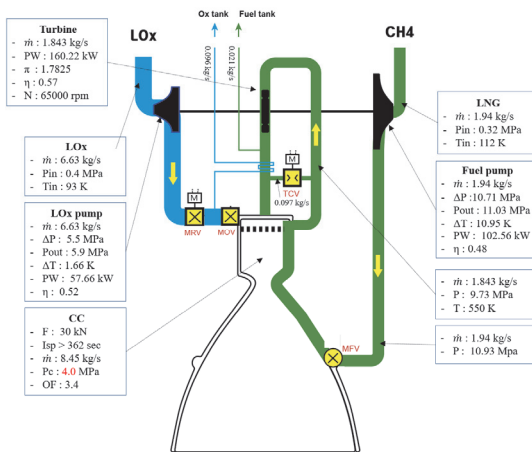 Turbine
- ṁ : 1.843 kg/s
- PW : 160.22 kW
- π : 1.7825
- η : 0.57
- N : 65000 rpm
Ox tank
Fuel tank
LOx
CH4
0.096 kg/s
0.021 kg/s
LOx
- ṁ : 6.63 kg/s
- Pin : 0.4 MPa
- Tin : 93 K
LOx pump
- ṁ : 6.63 kg/s
- ΔP : 5.5 MPa
- Pout : 5.9 MPa
- ΔT : 1.66 K
- PW : 57.66 kW
- η : 0.52
CC
- F : 30 kN
- Isp > 362 sec
- ṁ : 8.45 kg/s
- Pc : 4.0 MPa
- OF : 3.4
M
TCV
0.097 kg/s
MRV
MOV
MFV
LNG
- ṁ : 1.94 kg/s
- Pin : 0.32 MPa
- Tin : 112 K
Fuel pump
- ṁ : 1.94 kg/s
- ΔP : 10.71 MPa
- Pout : 11.03 MPa
- ΔT : 10.95 K
- PW : 102.56 kW
- η : 0.48
- ṁ : 1.843 kg/s
- P : 9.73 MPa
- T : 550 K
- ṁ : 1.94 kg/s
- P : 10.93 Mpa